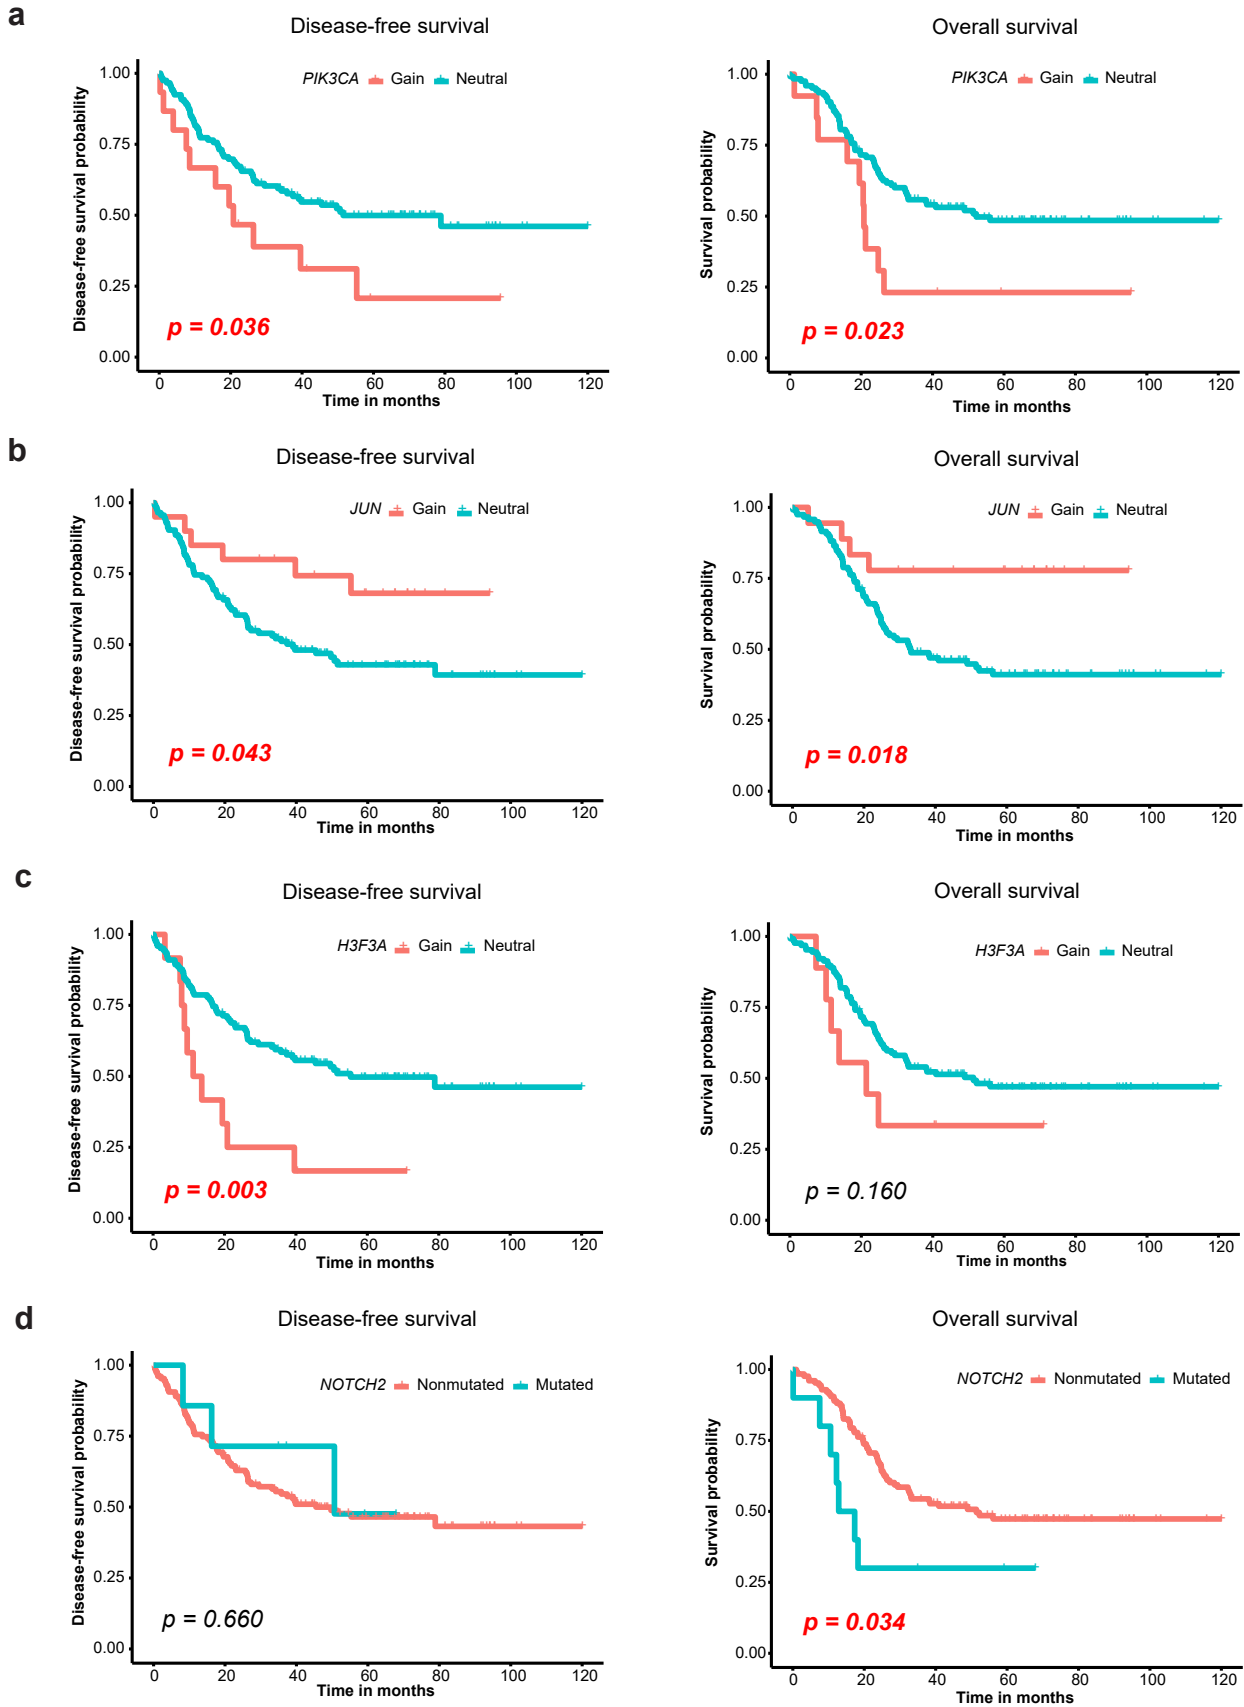 a
Disease-free survival
PIK3CA Gain Neutral
Disease-free survival probability
1.00
0.75
0.50
0.25
0.00
p = 0.036
0 20 40 60 80 100 120
Time in months
Overall survival
PIK3CA Gain Neutral
Survival probability
1.00
0.75
0.50
0.25
0.00
p = 0.023
0 20 40 60 80 100 120
Time in months
b
Disease-free survival
JUN Gain Neutral
Disease-free survival probability
1.00
0.75
0.50
0.25
0.00
p = 0.043
0 20 40 60 80 100 120
Time in months
Overall survival
JUN Gain Neutral
Survival probability
1.00
0.75
0.50
0.25
0.00
p = 0.018
0 20 40 60 80 100 120
Time in months
c
Disease-free survival
H3F3A Gain Neutral
Disease-free survival probability
1.00
0.75
0.50
0.25
0.00
p = 0.003
0 20 40 60 80 100 120
Time in months
Overall survival
H3F3A Gain Neutral
Survival probability
1.00
0.75
0.50
0.25
0.00
p = 0.160
0 20 40 60 80 100 120
Time in months
d
Disease-free survival
NOTCH2 Nonmutated Mutated
Disease-free survival probability
1.00
0.75
0.50
0.25
0.00
p = 0.660
0 20 40 60 80 100 120
Time in months
Overall survival
NOTCH2 Nonmutated Mutated
Survival probability
1.00
0.75
0.50
0.25
0.00
p = 0.034
0 20 40 60 80 100 120
Time in months